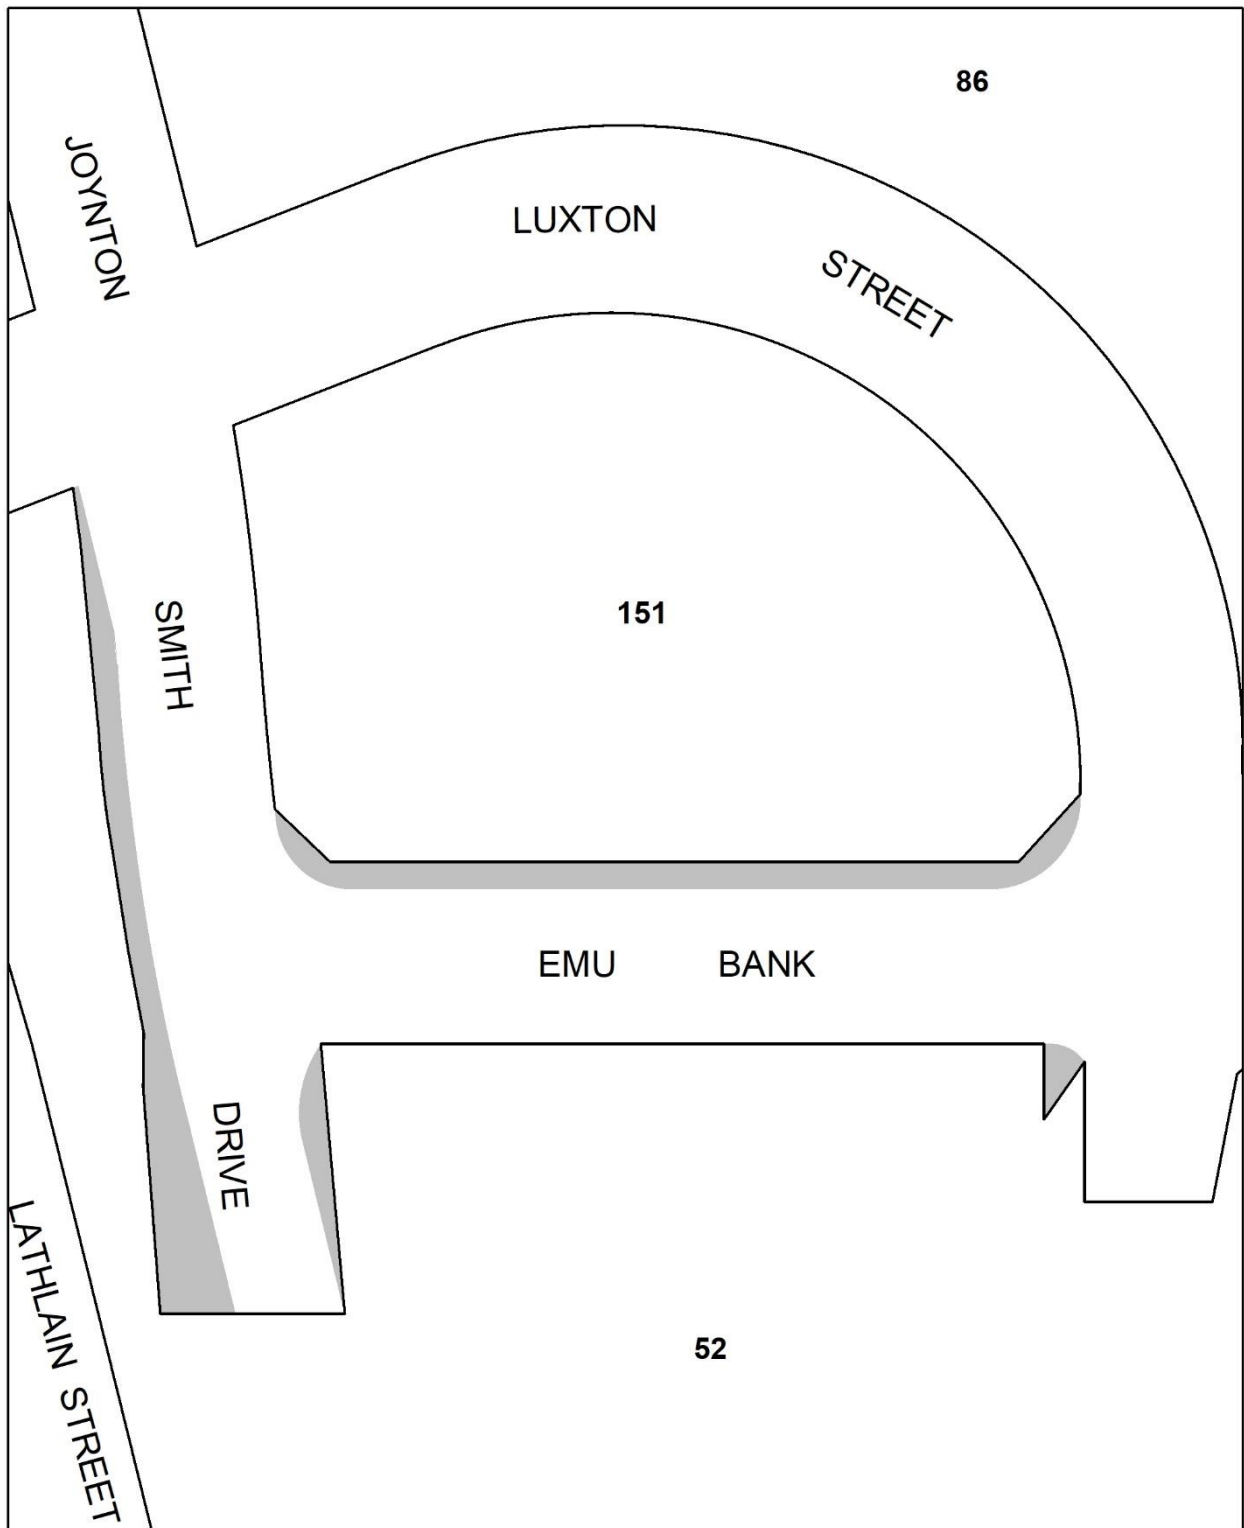 86
JOYNTON
LUXTON
STREET
151
SMITH
EMU BANK
DRIVE
LATHLAIN STREET
52